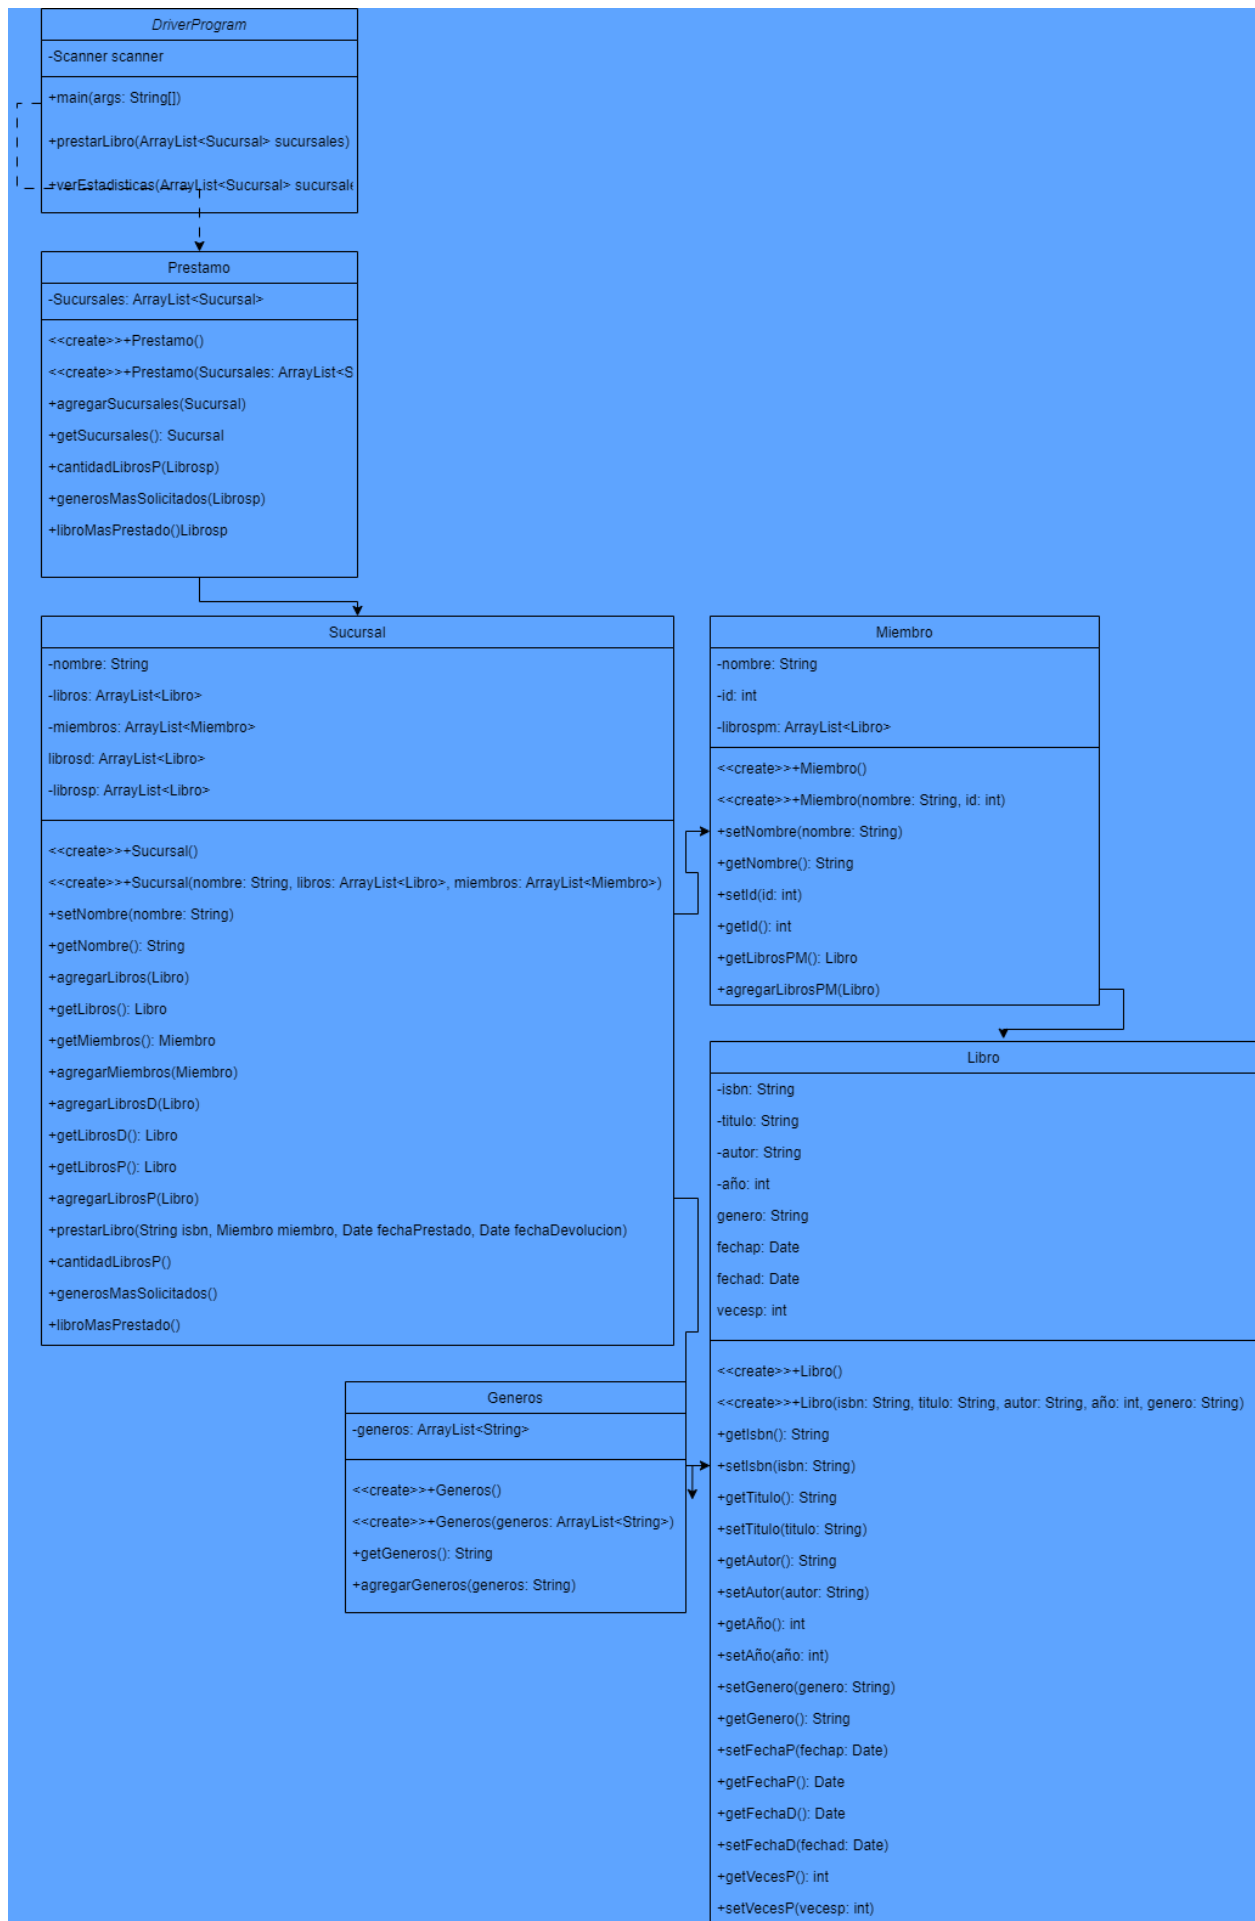 DriverProgram
-Scanner scanner
+main(args: String[])
+prestarLibro(ArrayList<Sucursal> sucursales)
+verEstadisticas(ArrayList<Sucursal> sucursale
Prestamo
-Sucursales: ArrayList<Sucursal>
<<create>>+Prestamo()
<<create>>+Prestamo(Sucursales: ArrayList<S
+agregarSucursales(Sucursal)
+getSucursales(): Sucursal
+cantidadLibrosP(Librosp)
+generosMasSolicitados(Librosp)
+libroMasPrestado()Librosp
Sucursal
-nombre: String
-libros: ArrayList<Libro>
-miembros: ArrayList<Miembro>
librosd: ArrayList<Libro>
-librosp: ArrayList<Libro>
<<create>>+Sucursal()
<<create>>+Sucursal(nombre: String, libros: ArrayList<Libro>, miembros: ArrayList<Miembro>)
+setNombre(nombre: String)
+getNombre(): String
+agregarLibros(Libro)
+getLibros(): Libro
+getMiembros(): Miembro
+agregarMiembros(Miembro)
+agregarLibrosD(Libro)
+getLibrosD(): Libro
+getLibrosP(): Libro
+agregarLibrosP(Libro)
+prestarLibro(String isbn, Miembro miembro, Date fechaPrestado, Date fechaDevolucion)
+cantidadLibrosP()
+generosMasSolicitados()
+libroMasPrestado()
Miembro
-nombre: String
-id: int
-librospm: ArrayList<Libro>
<<create>>+Miembro()
<<create>>+Miembro(nombre: String, id: int)
+setNombre(nombre: String)
+getNombre(): String
+setId(id: int)
+getId(): int
+getLibrosPM(): Libro
+agregarLibrosPM(Libro)
Libro
-isbn: String
-titulo: String
-autor: String
-año: int
genero: String
fechap: Date
fechad: Date
vecesp: int
<<create>>+Libro()
<<create>>+Libro(isbn: String, titulo: String, autor: String, año: int, genero: String)
+getIsbn(): String
+setIsbn(isbn: String)
+getTitulo(): String
+setTitulo(titulo: String)
+getAutor(): String
+setAutor(autor: String)
+getAño(): int
+setAño(año: int)
+setGenero(genero: String)
+getGenero(): String
+setFechaP(fechap: Date)
+getFechaP(): Date
+getFechaD(): Date
+setFechaD(fechad: Date)
+getVecesP(): int
+setVecesP(vecesp: int)
Generos
-generos: ArrayList<String>
<<create>>+Generos()
<<create>>+Generos(generos: ArrayList<String>)
+getGeneros(): String
+agregarGeneros(generos: String)